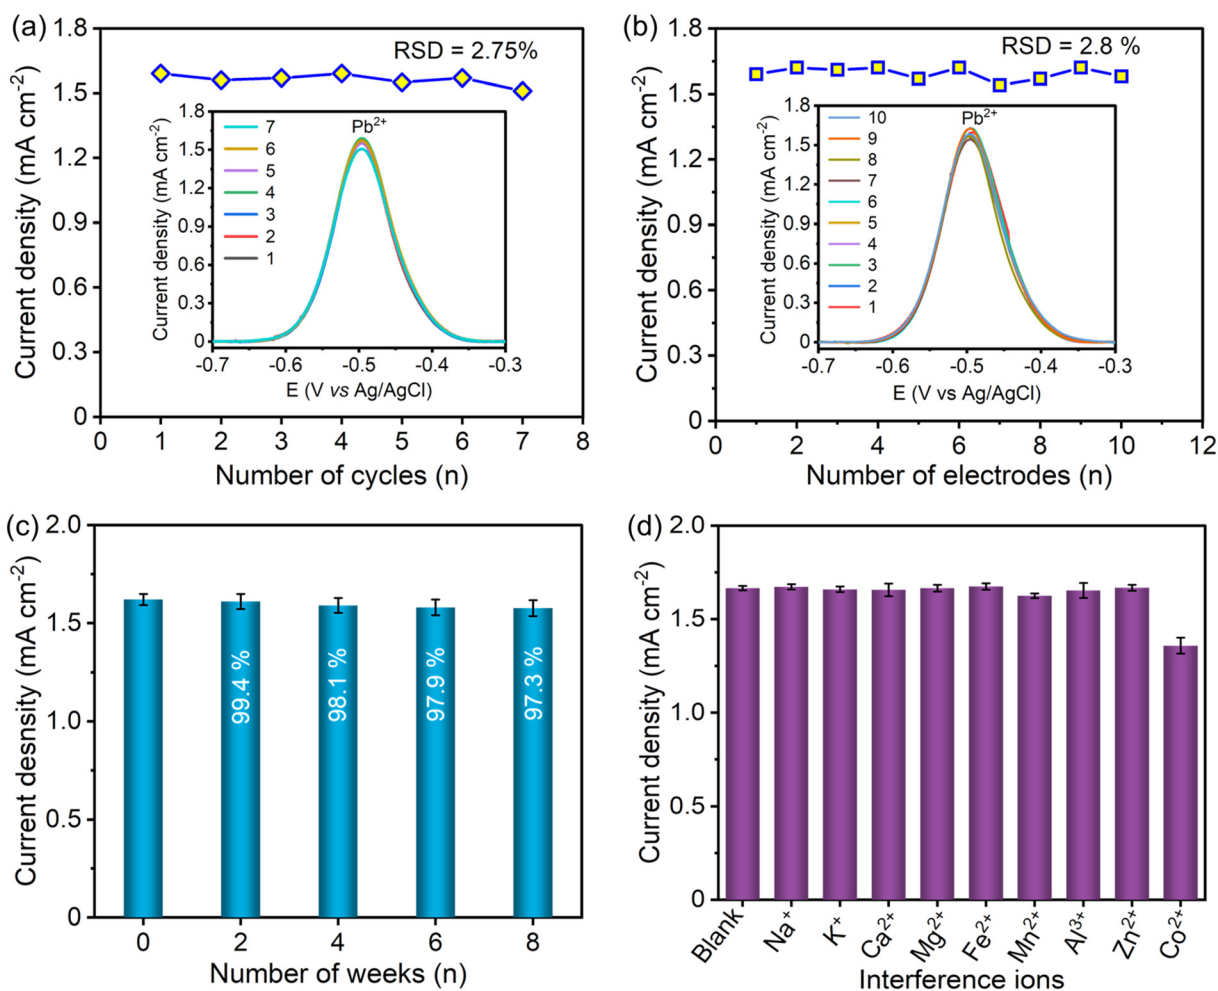 (a)
RSD = 2.75%
Current density (mA cm⁻²)
1.8
1.5
1.2
0.9
0.6
0.3
0
0 1 2 3 4 5 6 7 8
Number of cycles (n)
Pb²⁺
Current density (mA cm⁻²)
1.8
1.5
1.2
0.9
0.6
0.3
0
7
6
5
4
3
2
1
-0.7 -0.6 -0.5 -0.4 -0.3
E (V vs Ag/AgCl)
(b)
RSD = 2.8 %
Current density (mA cm⁻²)
1.8
1.5
1.2
0.9
0.6
0.3
0
0 2 4 6 8 10 12
Number of electrodes (n)
Pb²⁺
Current density (mA cm⁻²)
1.8
1.5
1.2
0.9
0.6
0.3
0
10
9
8
7
6
5
4
3
2
1
-0.7 -0.6 -0.5 -0.4 -0.3
E (V vs Ag/AgCl)
(c)
Current desnsity (mA cm⁻²)
2.0
1.5
1.0
0.5
0
99.4 %
98.1 %
97.9 %
97.3 %
0 2 4 6 8
Number of weeks (n)
(d)
Current density (mA cm⁻²)
2.0
1.5
1.0
0.5
0
Blank
Na⁺
K⁺
Ca²⁺
Mg²⁺
Fe²⁺
Mn²⁺
Al³⁺
Zn²⁺
Co²⁺
Interference ions